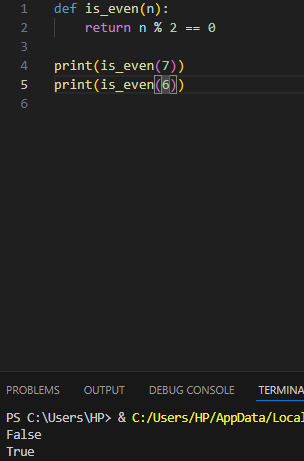 1 def is_even(n):
2     return n % 2 == 0
3
4 print(is_even(7))
5 print(is_even(6))
6
PROBLEMS OUTPUT DEBUG CONSOLE TERMINA
PS C:\Users\HP> & C:/Users/HP/AppData/Local
False
True